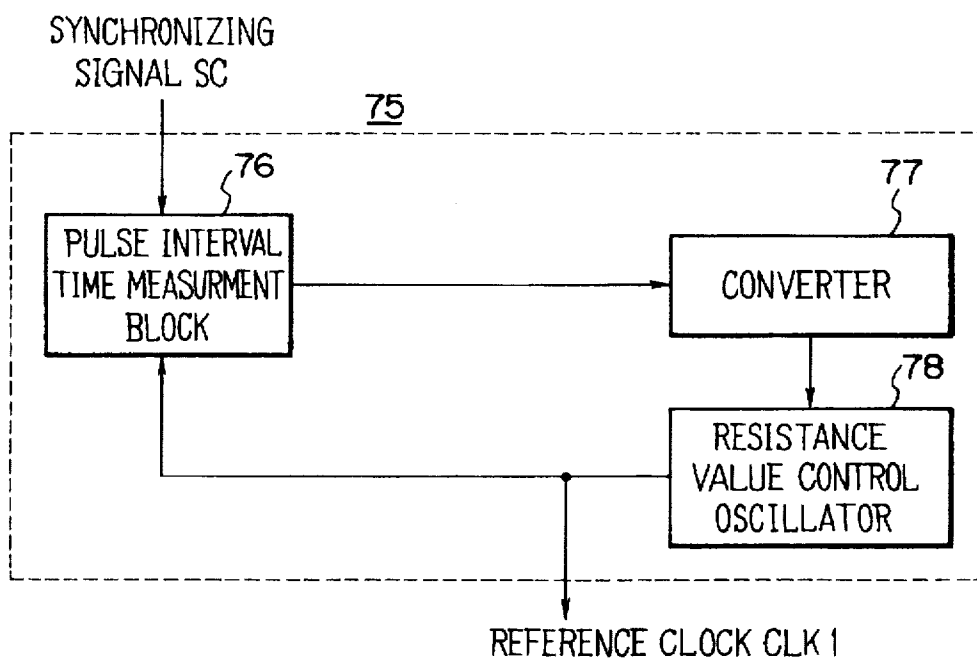 SYNCHRONIZING
SIGNAL SC
75
76
PULSE INTERVAL
TIME MEASURMENT
BLOCK
77
CONVERTER
78
RESISTANCE
VALUE CONTROL
OSCILLATOR
REFERENCE CLOCK CLK1